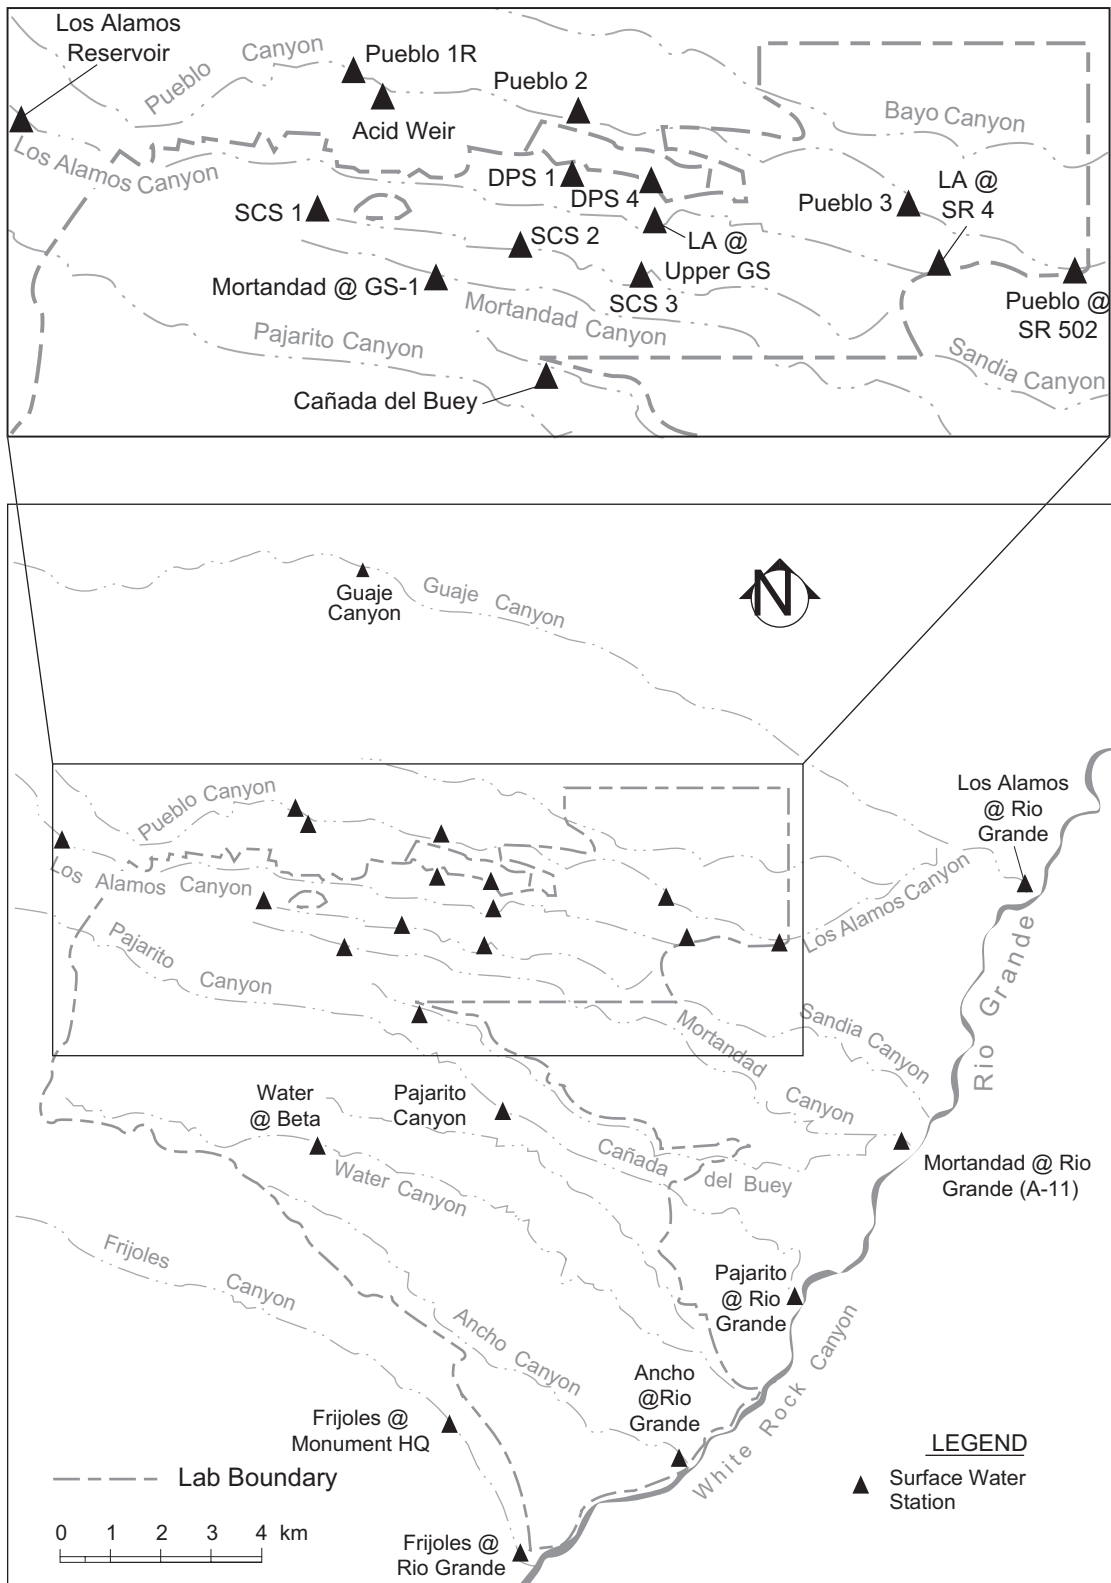 Los Alamos
Reservoir
Pueblo Canyon
Pueblo 1R
Acid Weir
Pueblo 2
Bayo Canyon
Los Alamos Canyon
DPS 1
DPS 4
Pueblo 3
LA @
SR 4
SCS 1
SCS 2
LA @
Upper GS
SCS 3
Mortandad @ GS-1
Mortandad Canyon
Pueblo @
SR 502
Pajarito Canyon
Sandia Canyon
Cañada del Buey
Guaje
Canyon
Guaje Canyon
N
Los Alamos
@ Rio
Grande
Pueblo Canyon
Los Alamos Canyon
Los Alamos Canyon
Pajarito Canyon
Rio Grande
Sandia Canyon
Mortandad Canyon
Water
@ Beta
Pajarito
Canyon
Water Canyon
Cañada del Buey
Mortandad @ Rio
Grande (A-11)
Frijoles Canyon
Pajarito
@ Rio
Grande
Ancho Canyon
Ancho
@Rio
Grande
White Rock Canyon
Frijoles @
Monument HQ
LEGEND
Surface Water
Station
Lab Boundary
0 1 2 3 4 km
Frijoles @
Rio Grande